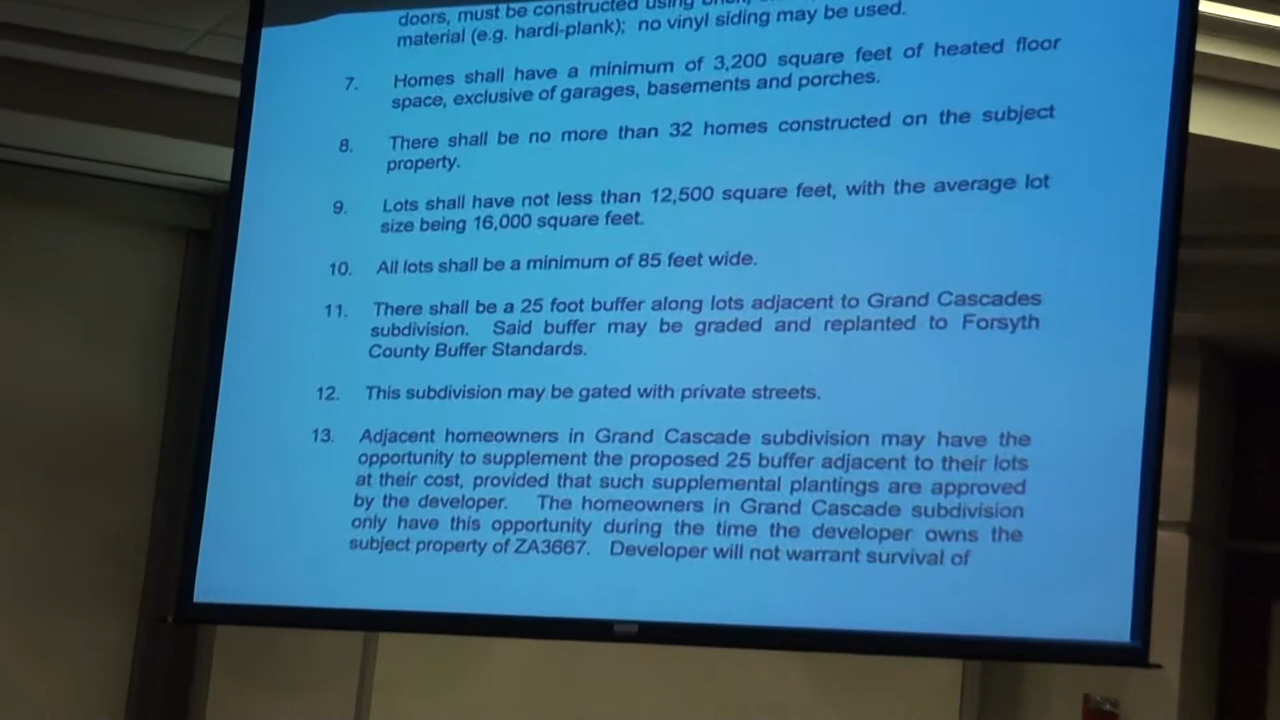 doors, must be constructed using
material (e.g. hardi-plank); no vinyl siding may be used.
7. Homes shall have a minimum of 3,200 square feet of heated floor
space, exclusive of garages, basements and porches.
8. There shall be no more than 32 homes constructed on the subject
property.
9. Lots shall have not less than 12,500 square feet, with the average lot
size being 16,000 square feet.
10. All lots shall be a minimum of 85 feet wide.
11. There shall be a 25 foot buffer along lots adjacent to Grand Cascades
subdivision. Said buffer may be graded and replanted to Forsyth
County Buffer Standards.
12. This subdivision may be gated with private streets.
13. Adjacent homeowners in Grand Cascade subdivision may have the
opportunity to supplement the proposed 25 buffer adjacent to their lots
at their cost, provided that such supplemental plantings are approved
by the developer. The homeowners in Grand Cascade subdivision
only have this opportunity during the time the developer owns the
subject property of ZA3667. Developer will not warrant survival of